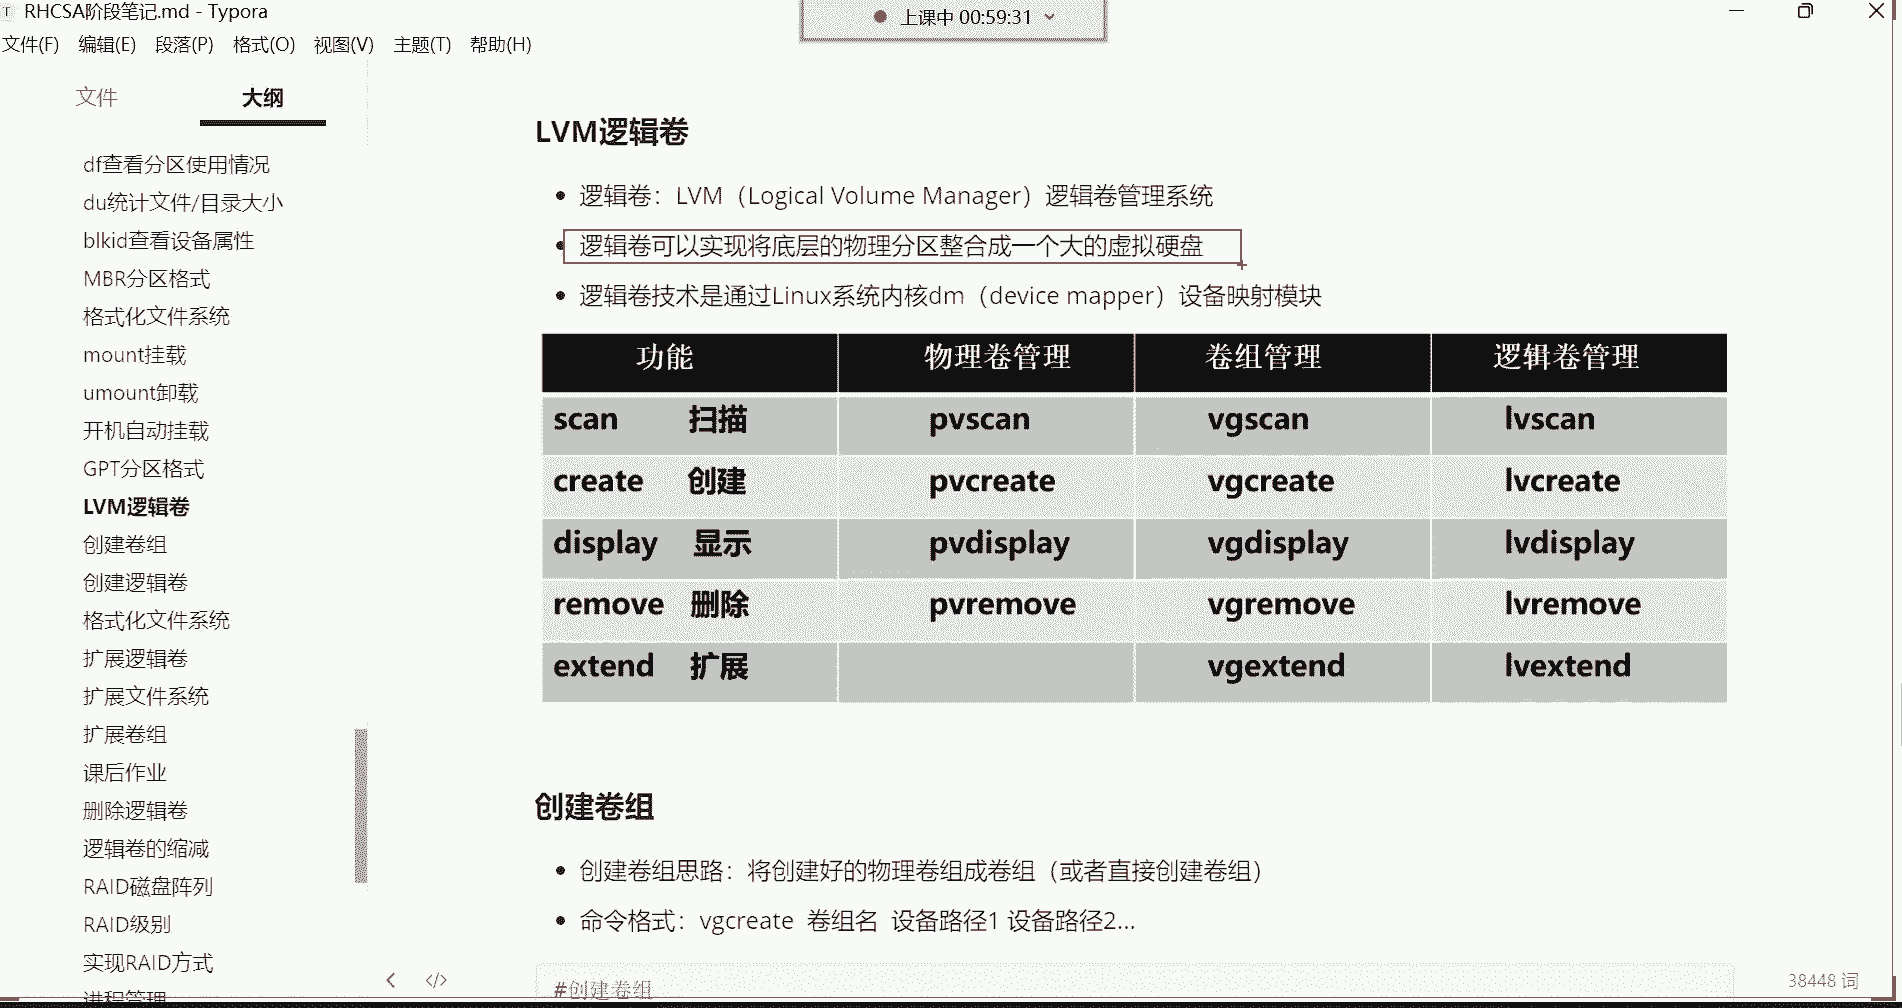 RHCSA阶段笔记.md - Typora
上课中 00:59:31
文件(F) 编辑(E) 段落(P) 格式(O) 视图(V) 主题(T) 帮助(H)
文件 大纲
df查看分区使用情况
du统计文件/目录大小
blkid查看设备属性
MBR分区格式
格式化文件系统
mount挂载
umount卸载
开机自动挂载
GPT分区格式
LVM逻辑卷
创建卷组
创建逻辑卷
格式化文件系统
扩展逻辑卷
扩展文件系统
扩展卷组
课后作业
删除逻辑卷
逻辑卷的缩减
RAID磁盘阵列
RAID级别
实现RAID方式
进程管理
LVM逻辑卷
逻辑卷：LVM（Logical Volume Manager）逻辑卷管理系统
逻辑卷可以实现将底层的物理分区整合成一个大的虚拟硬盘
逻辑卷技术是通过Linux系统内核dm（device mapper）设备映射模块
功能 物理卷管理 卷组管理 逻辑卷管理
scan 扫描 pvscan vgscan lvscan
create 创建 pvcreate vgcreate lvcreate
display 显示 pvdisplay vgdisplay lvdisplay
remove 删除 pvremove vgremove lvremove
extend 扩展 vgextend lvextend
创建卷组
创建卷组思路：将创建好的物理卷组成卷组（或者直接创建卷组）
命令格式：vgcreate 卷组名 设备路径1 设备路径2...
#创建卷组
38448 词